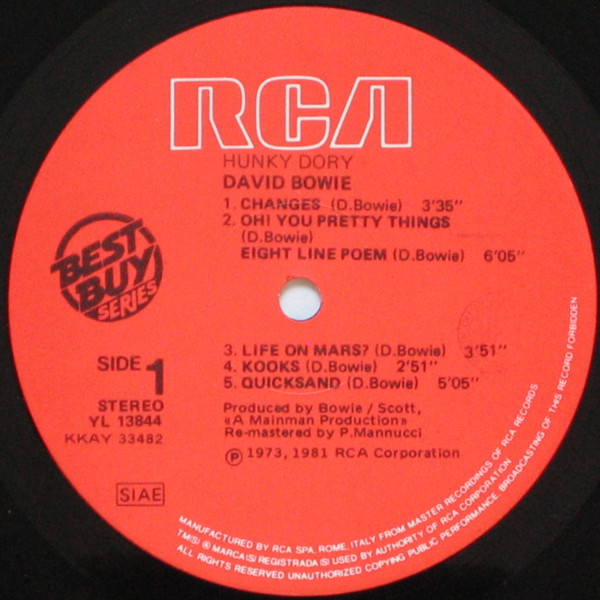 RCA
HUNKY DORY
DAVID BOWIE
1. CHANGES (D.Bowie) 3'35"
2. OH! YOU PRETTY THINGS
(D.Bowie)
EIGHT LINE POEM (D.Bowie) 6'05"
BEST
BUY
SERIES
3. LIFE ON MARS? (D.Bowie) 3'51"
4. KOOKS (D.Bowie) 2'51"
5. QUICKSAND (D.Bowie) 5'05"
SIDE 1
STEREO
YL 13844
KKAY 33482
Produced by Bowie / Scott,
«A Mainman Production»
Re-mastered by P.Mannucci
℗ 1973, 1981 RCA Corporation
SIAE
MANUFACTURED BY RCA SPA, ROME, ITALY FROM MASTER RECORDINGS OF RCA RECORDS
TM(S) ® MARCA(S) REGISTRADA(S) USED BY AUTHORITY OF RCA CORPORATION
ALL RIGHTS RESERVED UNAUTHORIZED COPYING PUBLIC PERFORMANCE BROADCASTING OF THIS RECORD FORBIDDEN